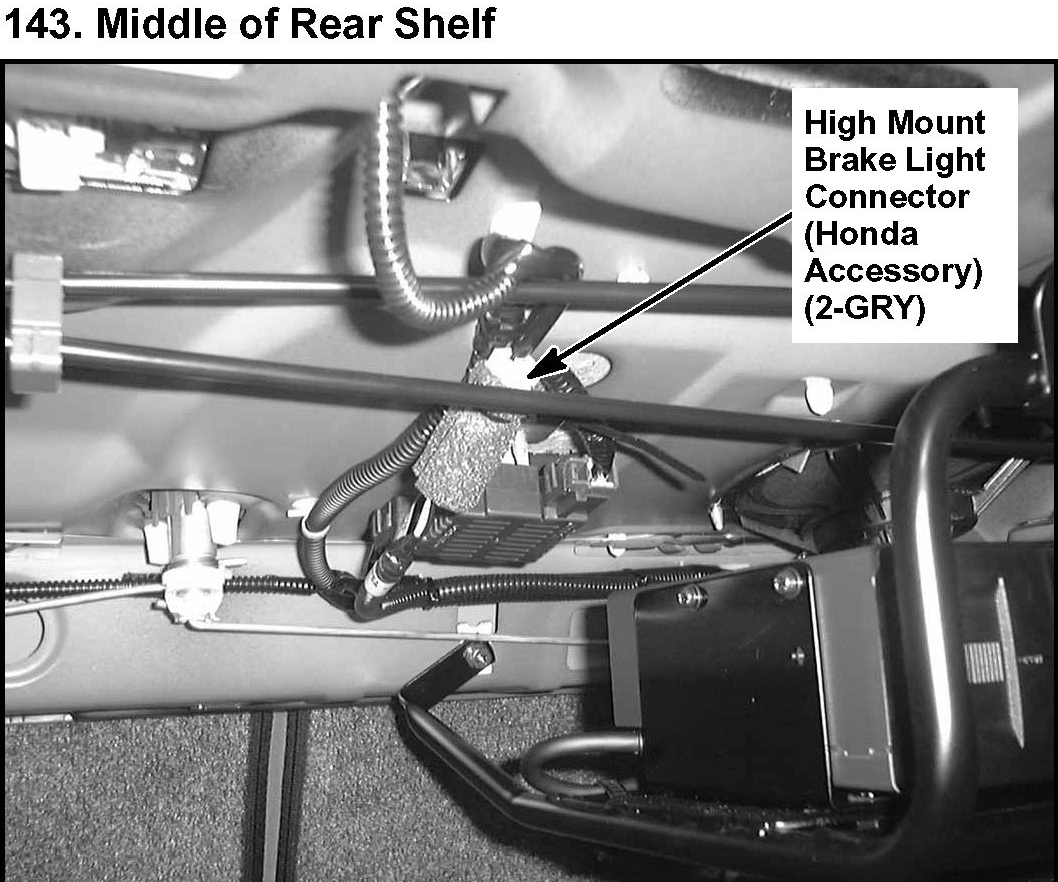 143. Middle of Rear Shelf
High Mount
Brake Light
Connector
(Honda
Accessory)
(2-GRY)